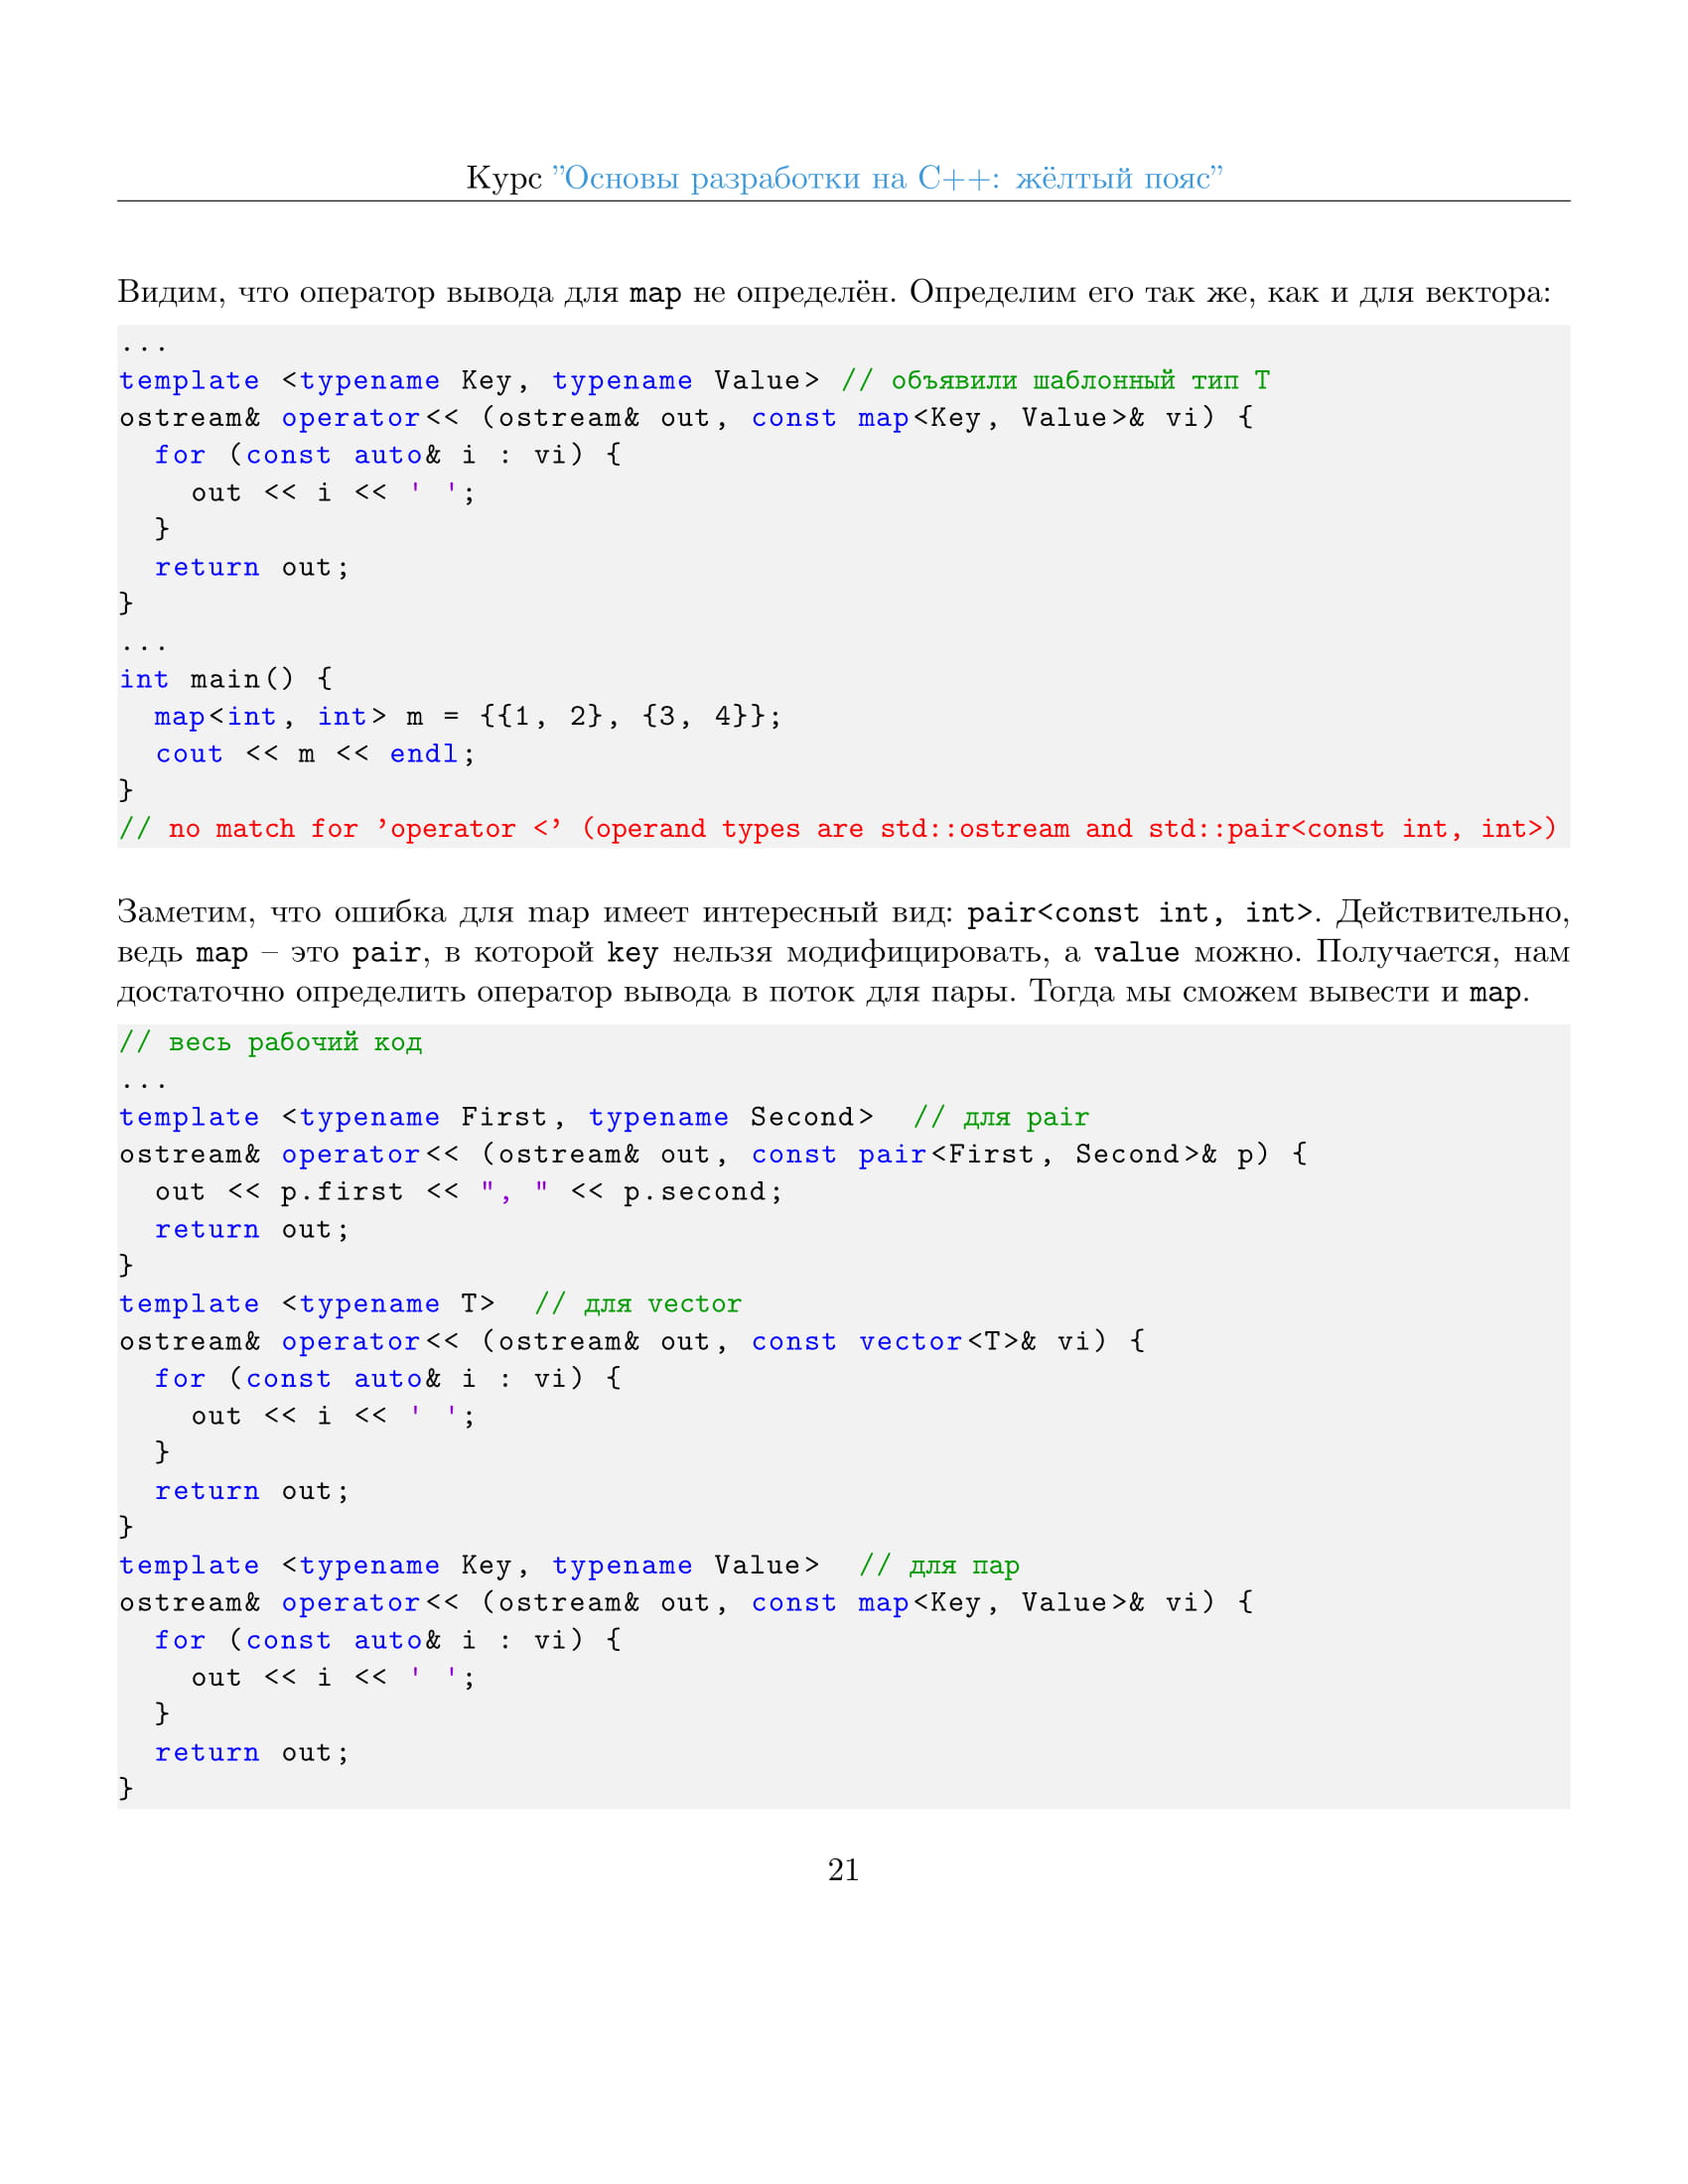 Курс ”Основы разработки на C++: жёлтый пояс”
Видим, что оператор вывода для map не определён. Определим его так же, как и для вектора:
...
template <typename Key, typename Value> // объявили шаблонный тип T
ostream& operator<< (ostream& out, const map<Key, Value>& vi) {
  for (const auto& i : vi) {
    out << i << ' ';
  }
  return out;
}
...
int main() {
  map<int, int> m = {{1, 2}, {3, 4}};
  cout << m << endl;
}
// no match for ’operator <’ (operand types are std::ostream and std::pair<const int, int>)
Заметим, что ошибка для map имеет интересный вид: pair<const int, int>. Действительно,
ведь map – это pair, в которой key нельзя модифицировать, а value можно. Получается, нам
достаточно определить оператор вывода в поток для пары. Тогда мы сможем вывести и map.
// весь рабочий код
...
template <typename First, typename Second>  // для pair
ostream& operator<< (ostream& out, const pair<First, Second>& p) {
  out << p.first << ", " << p.second;
  return out;
}
template <typename T>  // для vector
ostream& operator<< (ostream& out, const vector<T>& vi) {
  for (const auto& i : vi) {
    out << i << ' ';
  }
  return out;
}
template <typename Key, typename Value>  // для пар
ostream& operator<< (ostream& out, const map<Key, Value>& vi) {
  for (const auto& i : vi) {
    out << i << ' ';
  }
  return out;
}
21